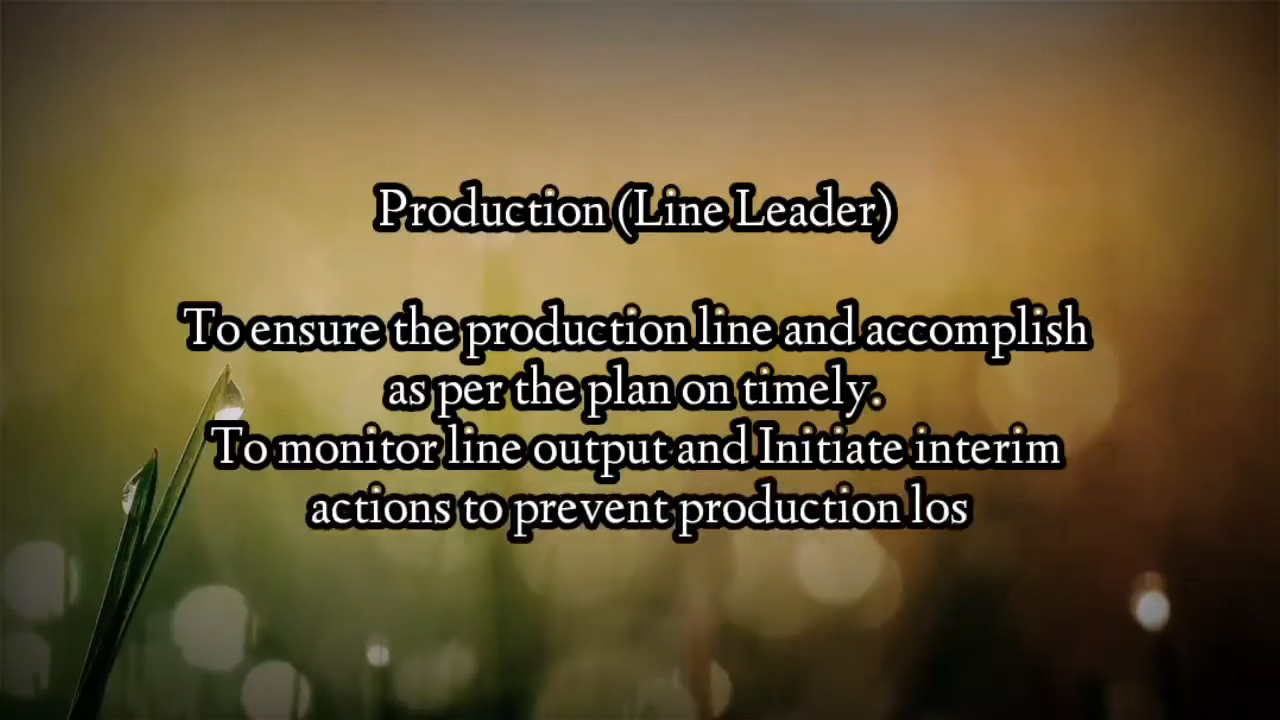 Production (Line Leader)
To ensure the production line and accomplish
as per the plan on timely.
To monitor line output and Initiate interim
actions to prevent production los